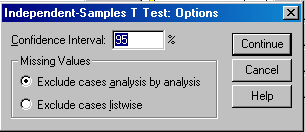 Independent-Samples T Test: Options
Confidence Interval: 95 %
Continue
Missing Values
Cancel
Exclude cases analysis by analysis
Exclude cases listwise
Help